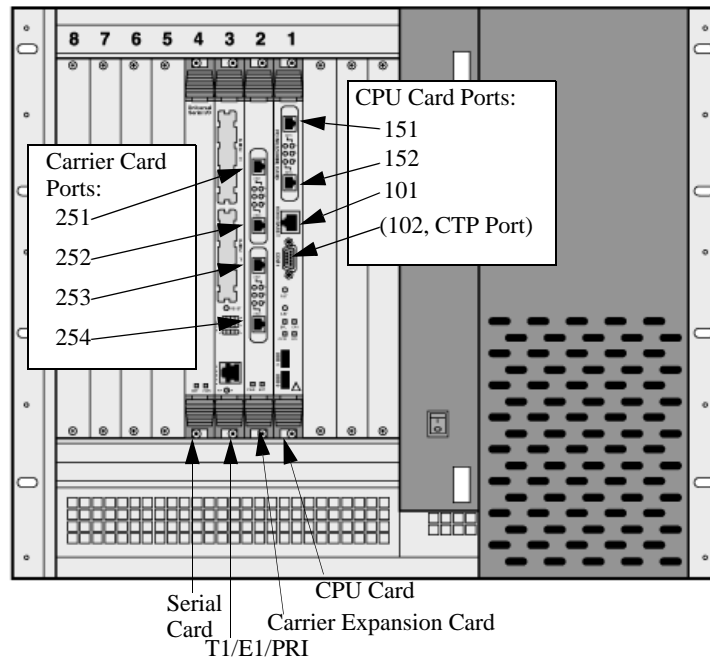 8 7 6 5 4 3 2 1
CPU Card Ports:
151
152
101
(102, CTP Port)
Carrier Card
Ports:
251
252
253
254
CPU Card
Serial
Card
Carrier Expansion Card
T1/E1/PRI